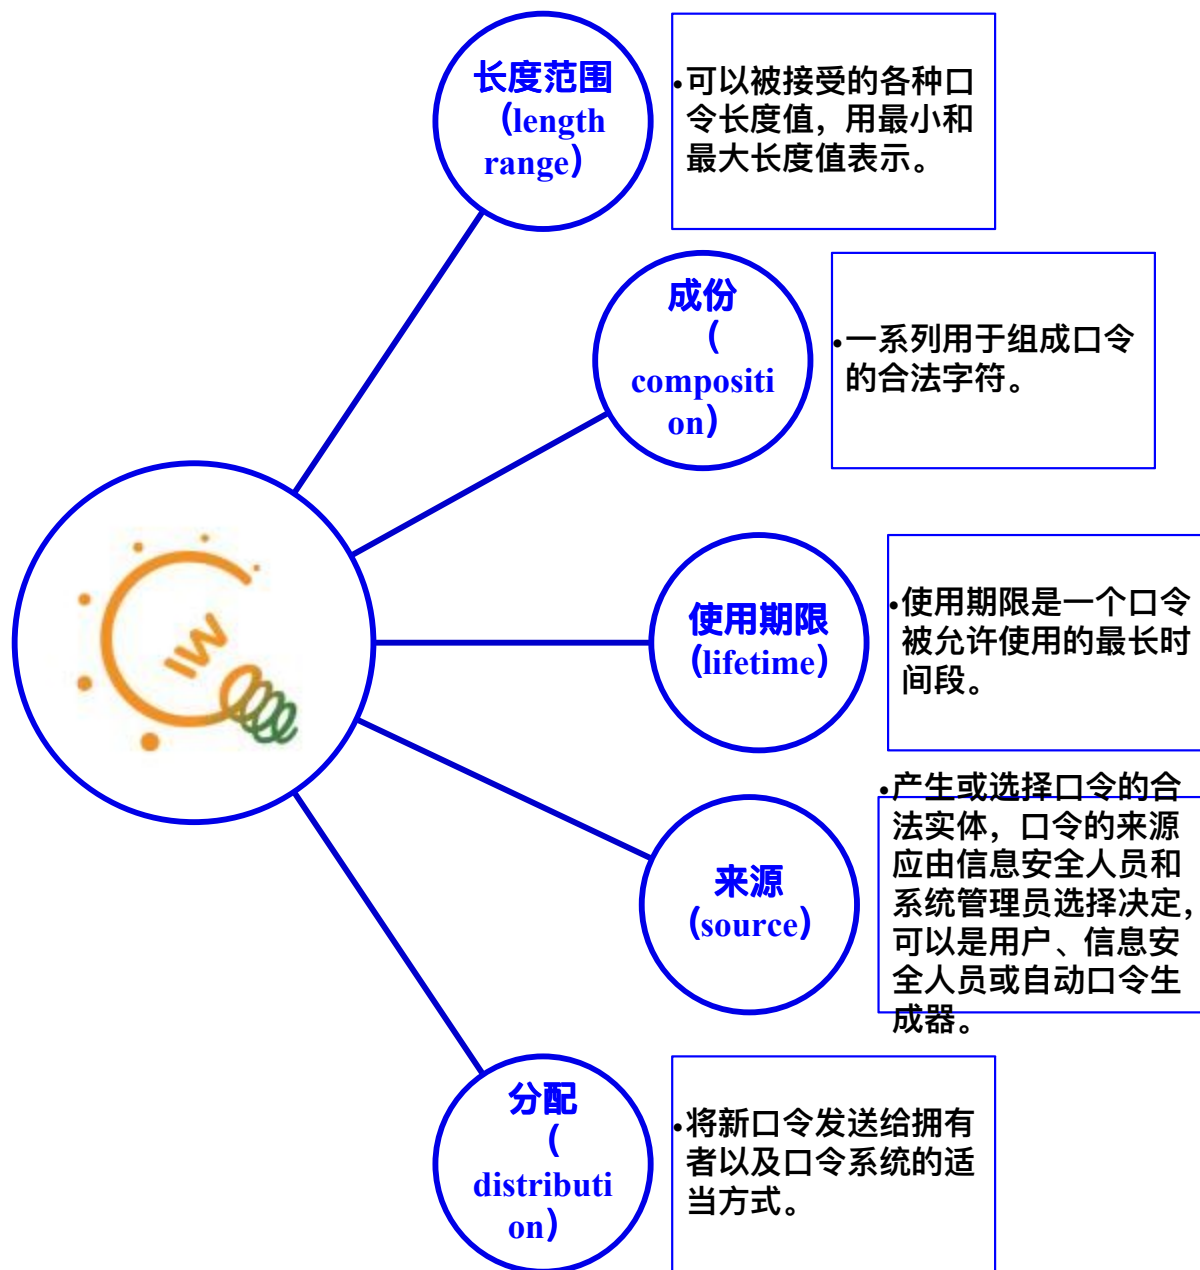 长度范围
(length
range)
•可以被接受的各种口
令长度值，用最小和
最大长度值表示。
成份
(
compositi
on)
•一系列用于组成口令
的合法字符。
使用期限
(lifetime)
•使用期限是一个口令
被允许使用的最长时
间段。
来源
(source)
•产生或选择口令的合
法实体，口令的来源
应由信息安全人员和
系统管理员选择决定，
可以是用户、信息安
全人员或自动口令生
成器。
分配
(
distributi
on)
•将新口令发送给拥有
者以及口令系统的适
当方式。